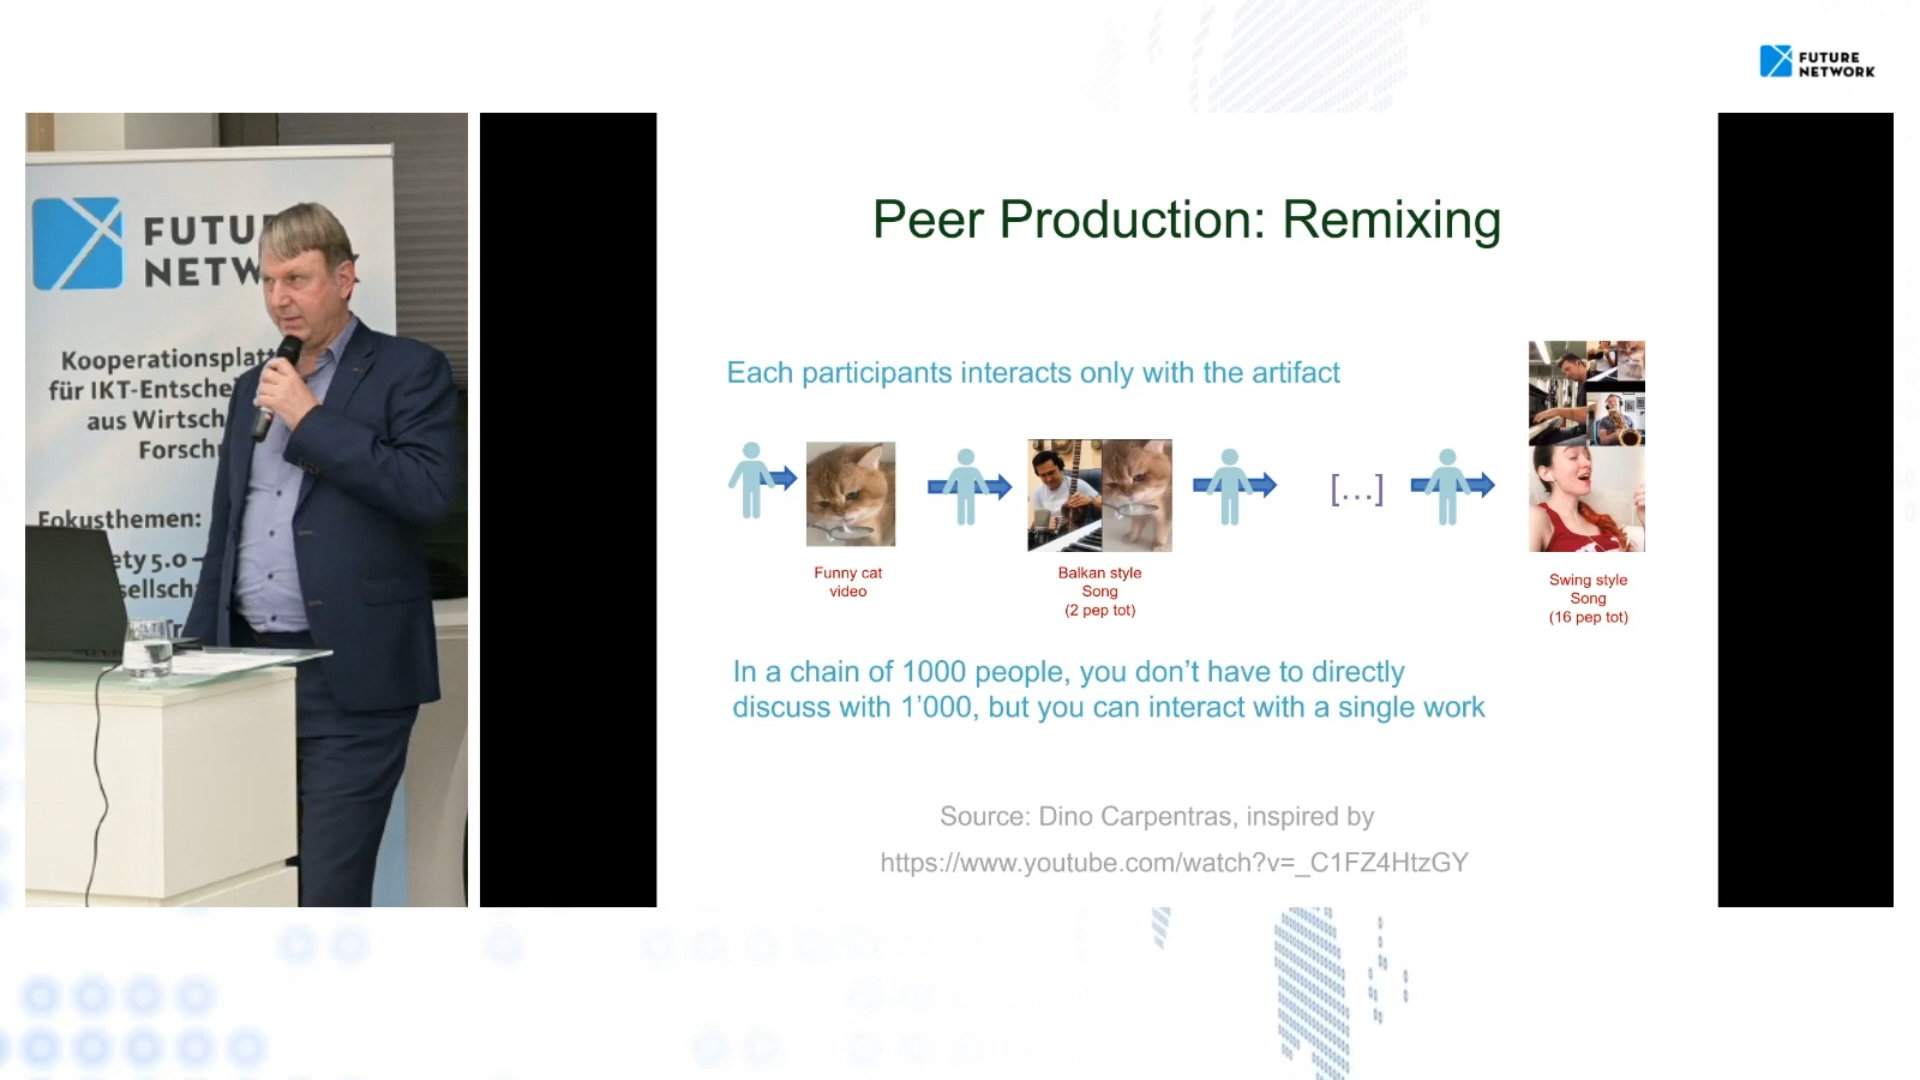 FUTURE
NETWORK
FUTU
NETW
Kooperationsplatt
für IKT-Entsche
aus Wirtsch
Forsch
Fokusthemen:
ety 5.0 –
sellsch
Peer Production: Remixing
Each participants interacts only with the artifact
[...]
Funny cat
video
Balkan style
Song
(2 pep tot)
Swing style
Song
(16 pep tot)
In a chain of 1000 people, you don’t have to directly
discuss with 1’000, but you can interact with a single work
Source: Dino Carpentras, inspired by
https://www.youtube.com/watch?v=_C1FZ4HtzGY